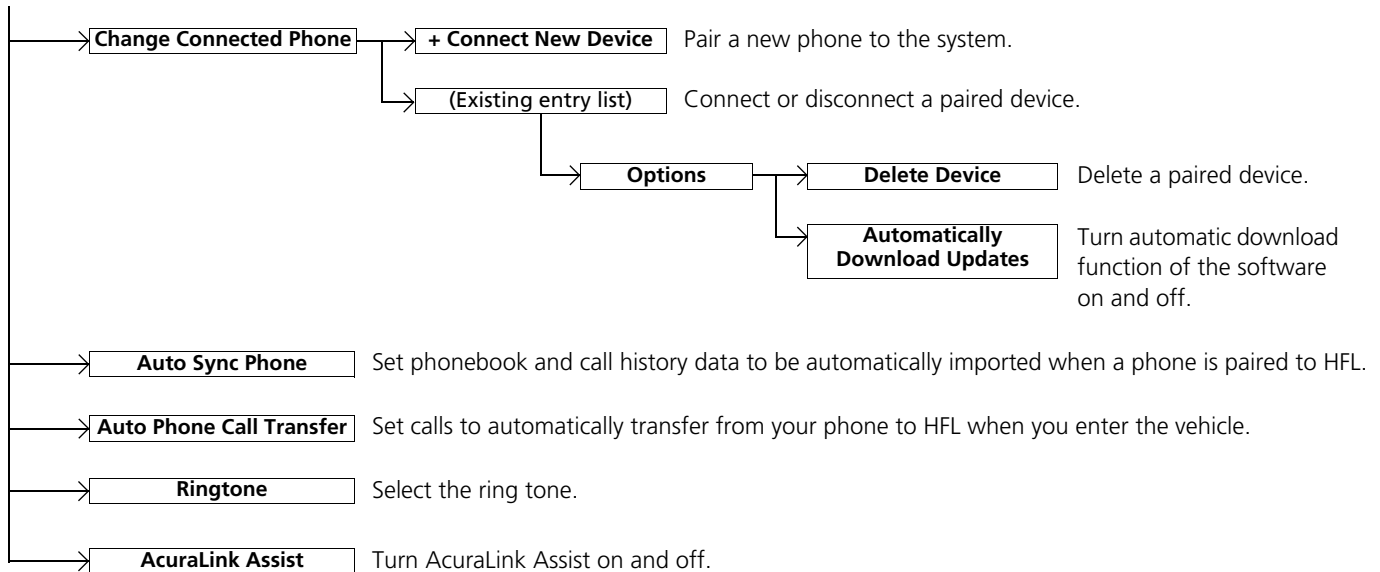 Change Connected Phone
+ Connect New Device
Pair a new phone to the system.
(Existing entry list)
Connect or disconnect a paired device.
Options
Delete Device
Delete a paired device.
Automatically
Download Updates
Turn automatic download
function of the software
on and off.
Auto Sync Phone
Set phonebook and call history data to be automatically imported when a phone is paired to HFL.
Auto Phone Call Transfer
Set calls to automatically transfer from your phone to HFL when you enter the vehicle.
Ringtone
Select the ring tone.
AcuraLink Assist
Turn AcuraLink Assist on and off.